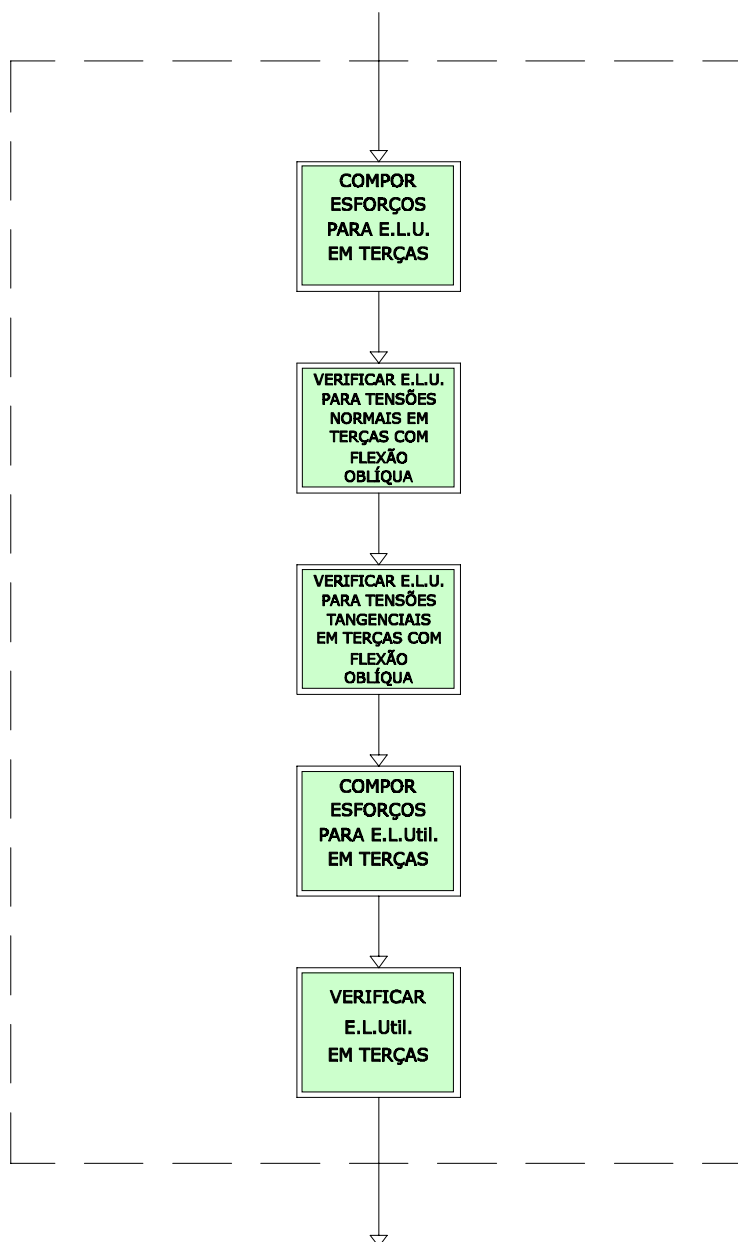 COMPOR
ESFORÇOS
PARA E.L.U.
EM TERÇAS
VERIFICAR E.L.U.
PARA TENSÕES
NORMAIS EM
TERÇAS COM
FLEXÃO
OBLÍQUA
VERIFICAR E.L.U.
PARA TENSÕES
TANGENCIAIS
EM TERÇAS COM
FLEXÃO
OBLÍQUA
COMPOR
ESFORÇOS
PARA E.L.Util.
EM TERÇAS
VERIFICAR
E.L.Util.
EM TERÇAS